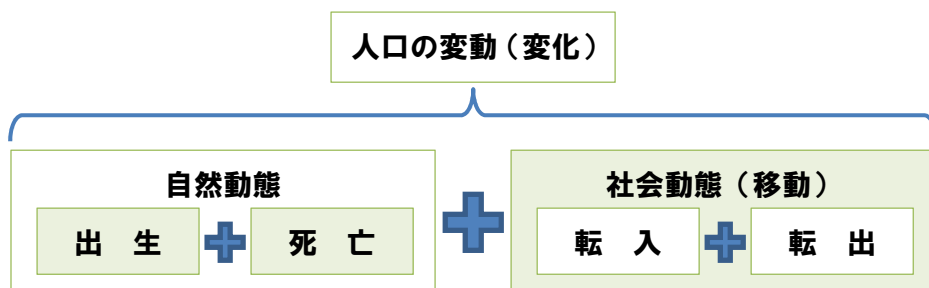 人口の変動（変化）
自然動態
社会動態（移動）
出 生
死 亡
転 入
転 出